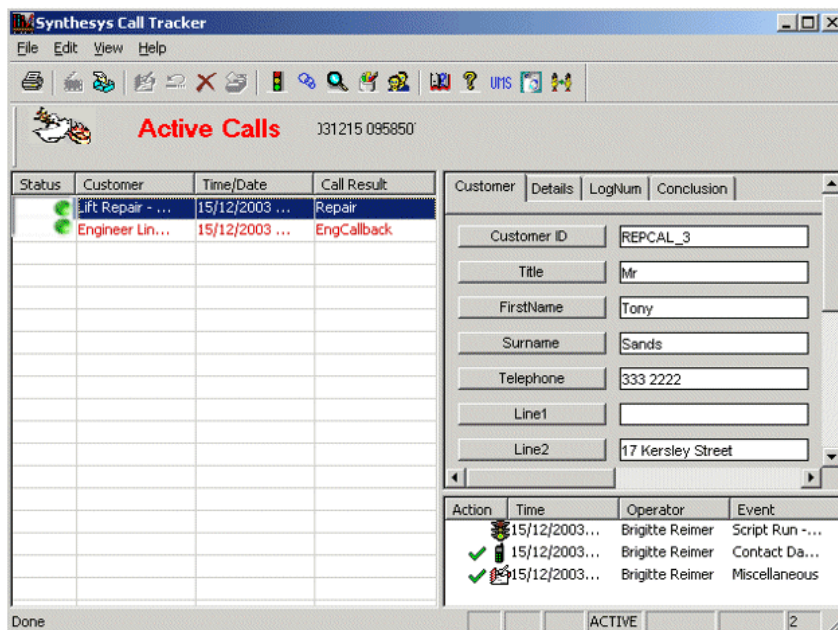 Synthesys Call Tracker
File Edit View Help
UMS
Active Calls 031215 095850
Status Customer Time/Date Call Result
Lift Repair - ... 15/12/2003 ... Repair
Engineer Lin... 15/12/2003 ... EngCallback
Customer Details LogNum Conclusion
Customer ID REPCAL_3
Title Mr
FirstName Tony
Surname Sands
Telephone 333 2222
Line1
Line2 17 Kersley Street
Action Time Operator Event
15/12/2003... Brigitte Reimer Script Run -...
15/12/2003... Brigitte Reimer Contact Da...
15/12/2003... Brigitte Reimer Miscellaneous
Done ACTIVE 2